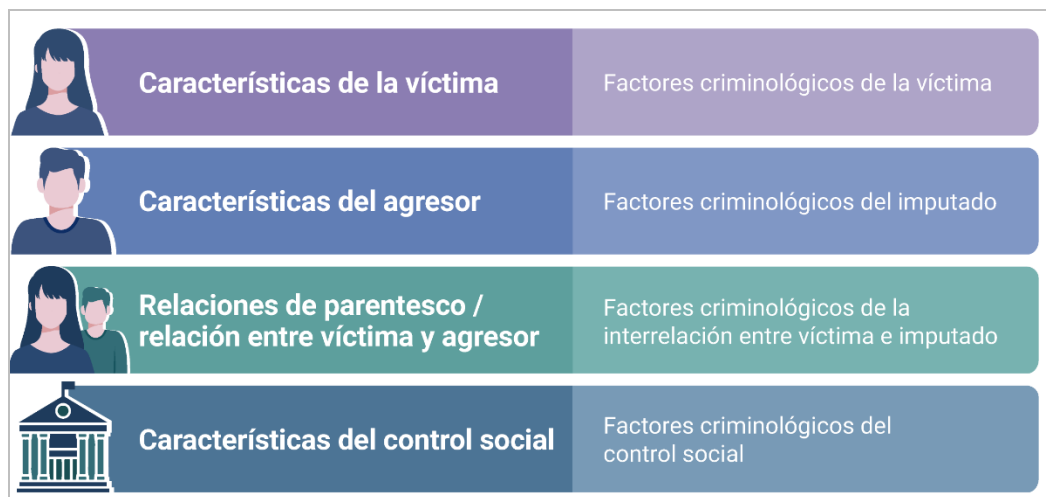 Características de la víctima
Factores criminológicos de la víctima
Características del agresor
Factores criminológicos del imputado
Relaciones de parentesco /
relación entre víctima y agresor
Factores criminológicos de la
interrelación entre víctima e imputado
Características del control social
Factores criminológicos del
control social